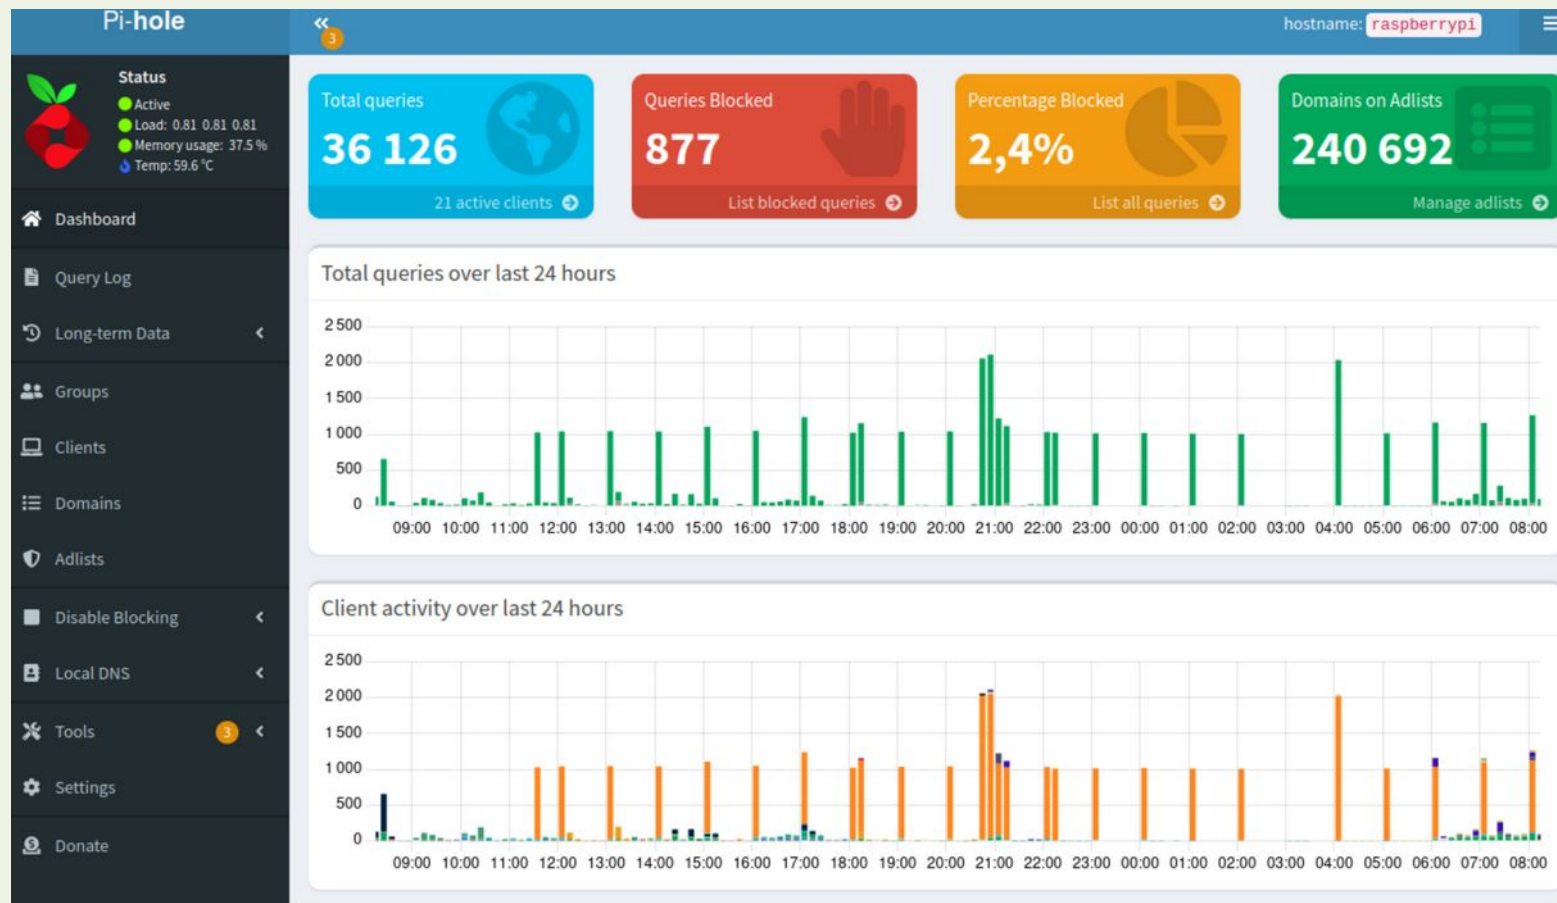 Pi-hole
3
hostname: raspberrypi
Status
Active
Load: 0.81 0.81 0.81
Memory usage: 37.5 %
Temp: 59.6 °C
Dashboard
Query Log
Long-term Data
Groups
Clients
Domains
Adlists
Disable Blocking
Local DNS
Tools 3
Settings
Donate
Total queries
36 126
21 active clients
Queries Blocked
877
List blocked queries
Percentage Blocked
2,4%
List all queries
Domains on Adlists
240 692
Manage adlists
Total queries over last 24 hours
2 500
2 000
1 500
1 000
500
0
09:00 10:00 11:00 12:00 13:00 14:00 15:00 16:00 17:00 18:00 19:00 20:00 21:00 22:00 23:00 00:00 01:00 02:00 03:00 04:00 05:00 06:00 07:00 08:00
Client activity over last 24 hours
2 500
2 000
1 500
1 000
500
0
09:00 10:00 11:00 12:00 13:00 14:00 15:00 16:00 17:00 18:00 19:00 20:00 21:00 22:00 23:00 00:00 01:00 02:00 03:00 04:00 05:00 06:00 07:00 08:00